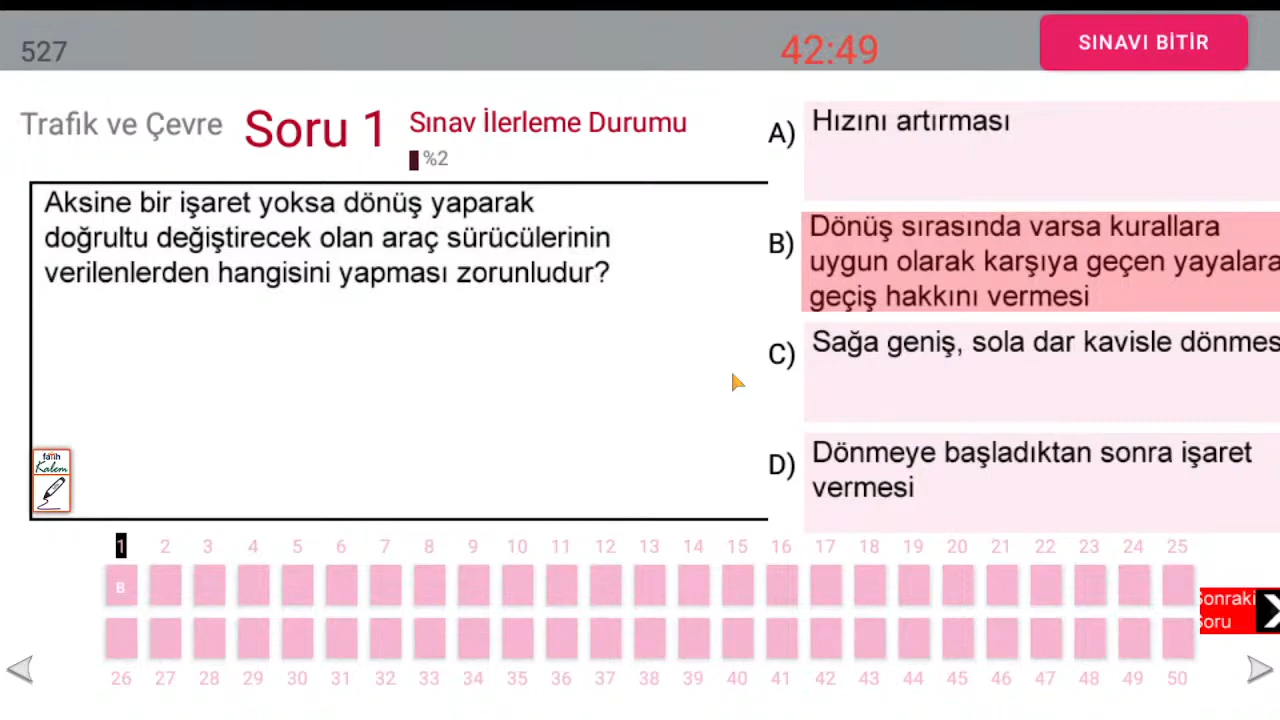 527
42:49
SINAVI BİTİR
Trafik ve Çevre
Soru 1
Sınav İlerleme Durumu
%2
Aksine bir işaret yoksa dönüş yaparak
doğrultu değiştirecek olan araç sürücülerinin
verilenlerden hangisini yapması zorunludur?
A) Hızını artırması
B) Dönüş sırasında varsa kurallara
uygun olarak karşıya geçen yayalara
geçiş hakkını vermesi
C) Sağa geniş, sola dar kavisle dönmes
D) Dönmeye başladıktan sonra işaret
vermesi
fatih
Kalem
1 2 3 4 5 6 7 8 9 10 11 12 13 14 15 16 17 18 19 20 21 22 23 24 25
B
Sonraki
Soru
26 27 28 29 30 31 32 33 34 35 36 37 38 39 40 41 42 43 44 45 46 47 48 49 50